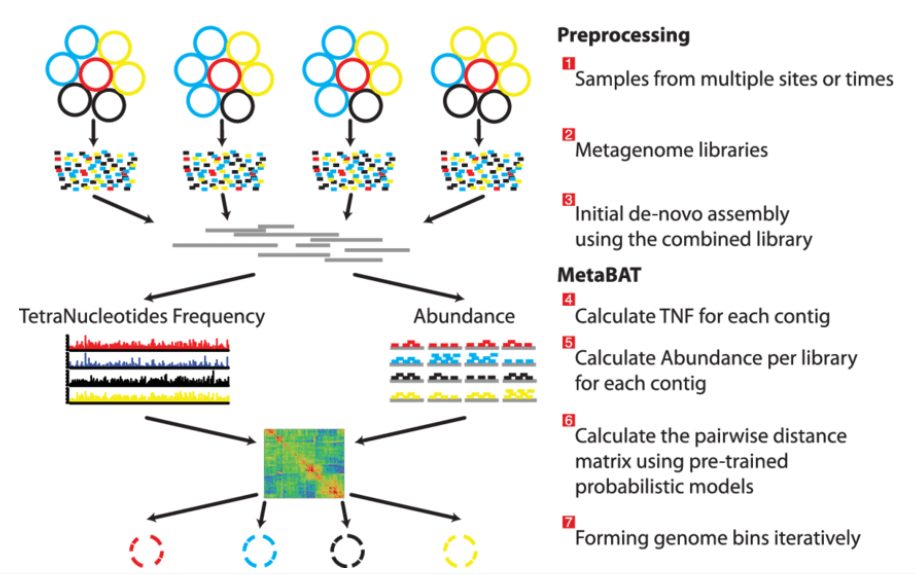 Preprocessing
1
Samples from multiple sites or times
2
Metagenome libraries
3
Initial de-novo assembly
using the combined library
MetaBAT
TetraNucleotides Frequency
Abundance
4
Calculate TNF for each contig
5
Calculate Abundance per library
for each contig
6
Calculate the pairwise distance
matrix using pre-trained
probabilistic models
7
Forming genome bins iteratively